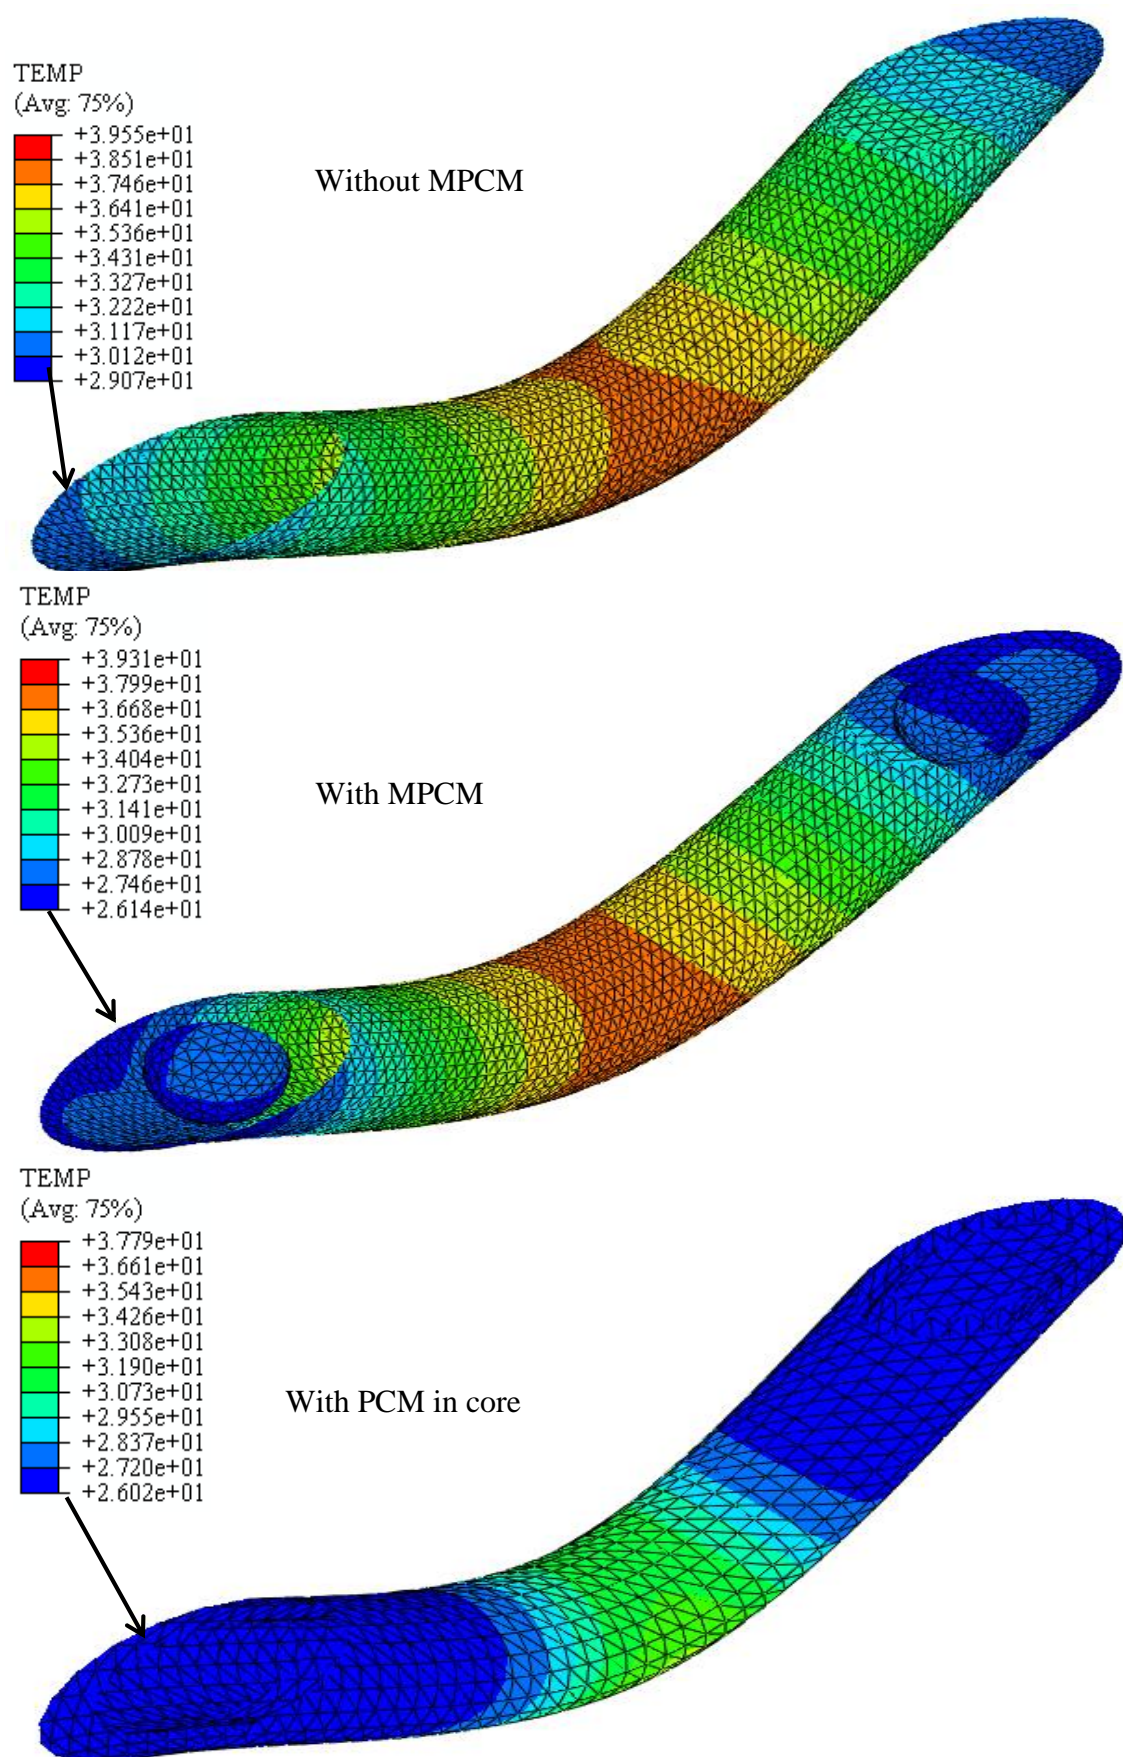 TEMP
(Avg: 75%)
+3.955e+01
+3.851e+01
+3.746e+01
+3.641e+01
+3.536e+01
+3.431e+01
+3.327e+01
+3.222e+01
+3.117e+01
+3.012e+01
+2.907e+01
Without MPCM
TEMP
(Avg: 75%)
+3.931e+01
+3.799e+01
+3.668e+01
+3.536e+01
+3.404e+01
+3.273e+01
+3.141e+01
+3.009e+01
+2.878e+01
+2.746e+01
+2.614e+01
With MPCM
TEMP
(Avg: 75%)
+3.779e+01
+3.661e+01
+3.543e+01
+3.426e+01
+3.308e+01
+3.190e+01
+3.073e+01
+2.955e+01
+2.837e+01
+2.720e+01
+2.602e+01
With PCM in core